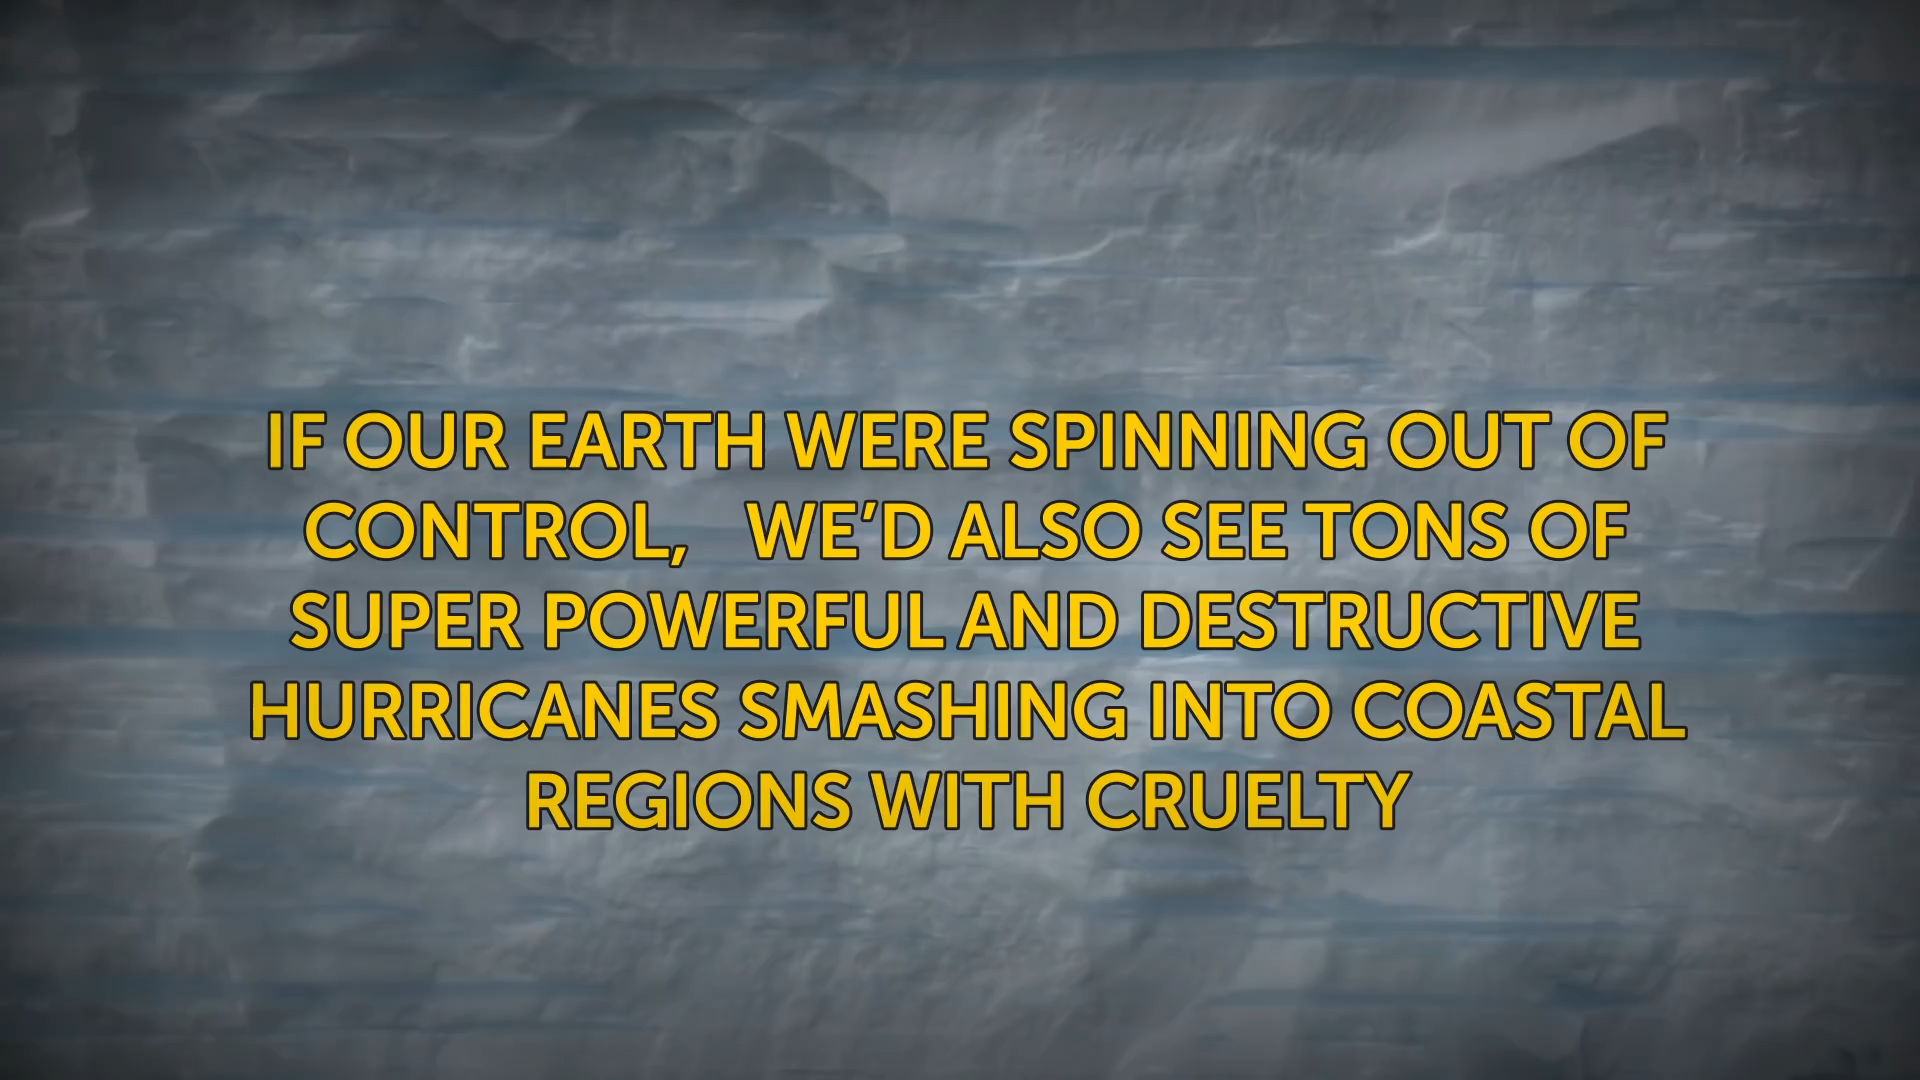 IF OUR EARTH WERE SPINNING OUT OF
CONTROL, WE’D ALSO SEE TONS OF
SUPER POWERFUL AND DESTRUCTIVE
HURRICANES SMASHING INTO COASTAL
REGIONS WITH CRUELTY